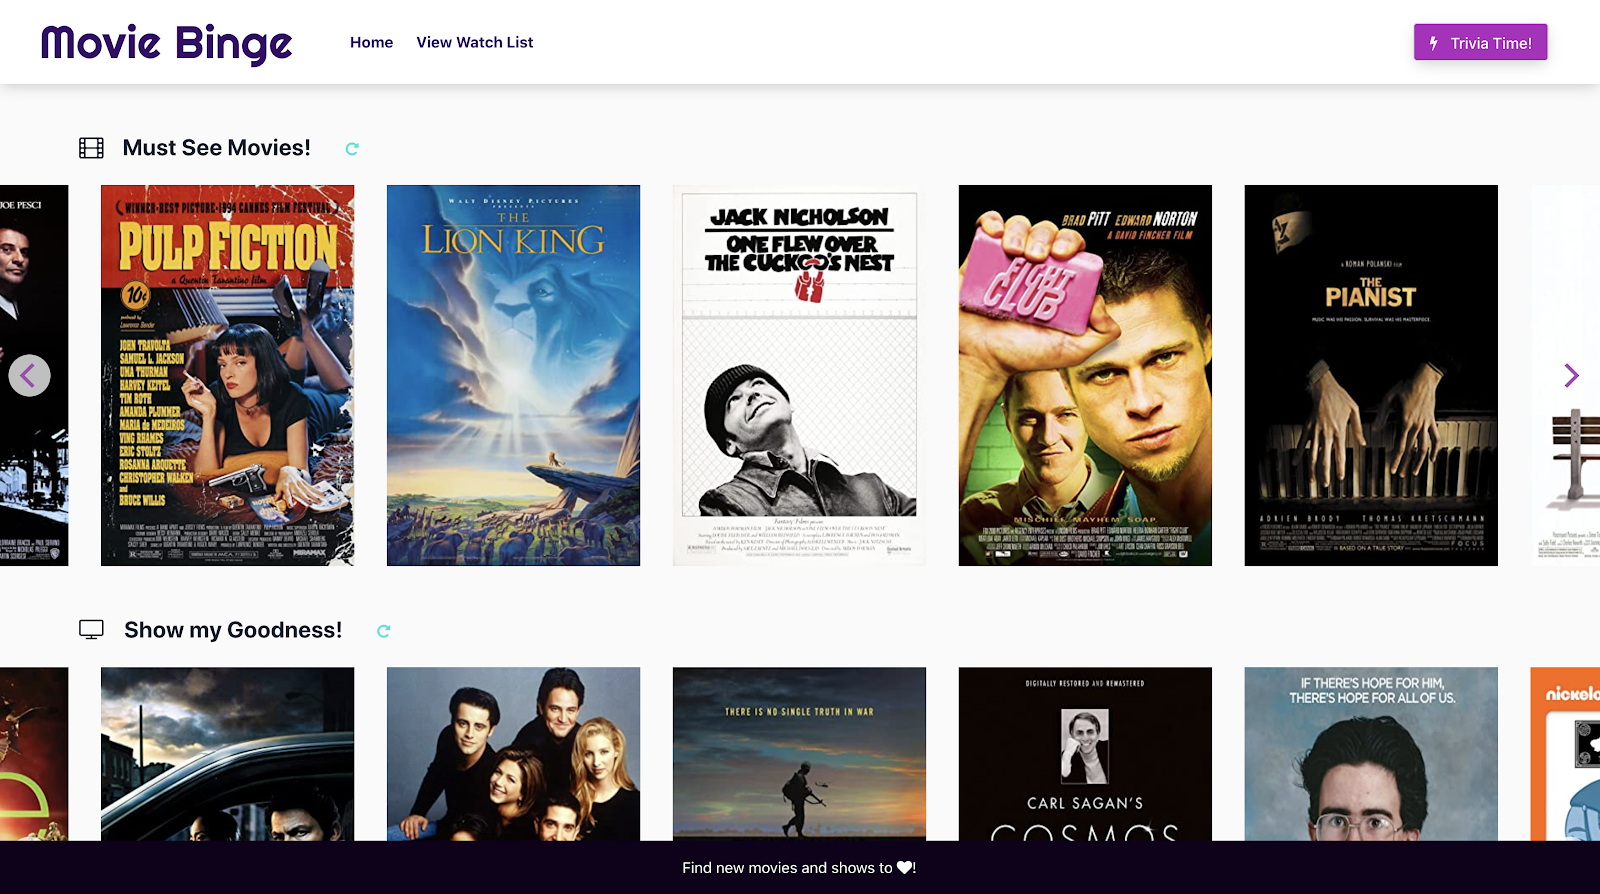 Movie Binge
Home
View Watch List
Trivia Time!
Must See Movies!
JOE PESCI
WINNER-BEST PICTURE-1994 CANNES FILM FESTIVAL
PULP FICTION
a Quentin Tarantino film
10¢
produced by
Lawrence Bender
JOHN TRAVOLTA
SAMUEL L. JACKSON
UMA THURMAN
HARVEY KEITEL
TIM ROTH
AMANDA PLUMMER
MARIA de MEDEIROS
VING RHAMES
ERIC STOLTZ
ROSANNA ARQUETTE
CHRISTOPHER WALKEN
and
BRUCE WILLIS
MIRAMAX
WALT DISNEY PICTURES
PRESENTS
THE
LION KING
JACK NICHOLSON
ONE FLEW OVER
THE CUCKOO'S NEST
Fantasy Films presents
BRAD PITT EDWARD NORTON
A DAVID FINCHER FILM
FIGHT
CLUB
MISCHIEF. MAYHEM. SOAP.
A ROMAN POLANSKI FILM
THE
PIANIST
MUSIC WAS HIS PASSION. SURVIVAL WAS HIS MASTERPIECE.
ADRIEN BRODY THOMAS KRETSCHMANN
BASED ON A TRUE STORY
FOCUS
Show my Goodness!
THERE IS NO SINGLE TRUTH IN WAR
DIGITALLY RESTORED AND REMASTERED
CARL SAGAN'S
COSMOS
IF THERE'S HOPE FOR HIM,
THERE'S HOPE FOR ALL OF US.
nickelo
Find new movies and shows to !